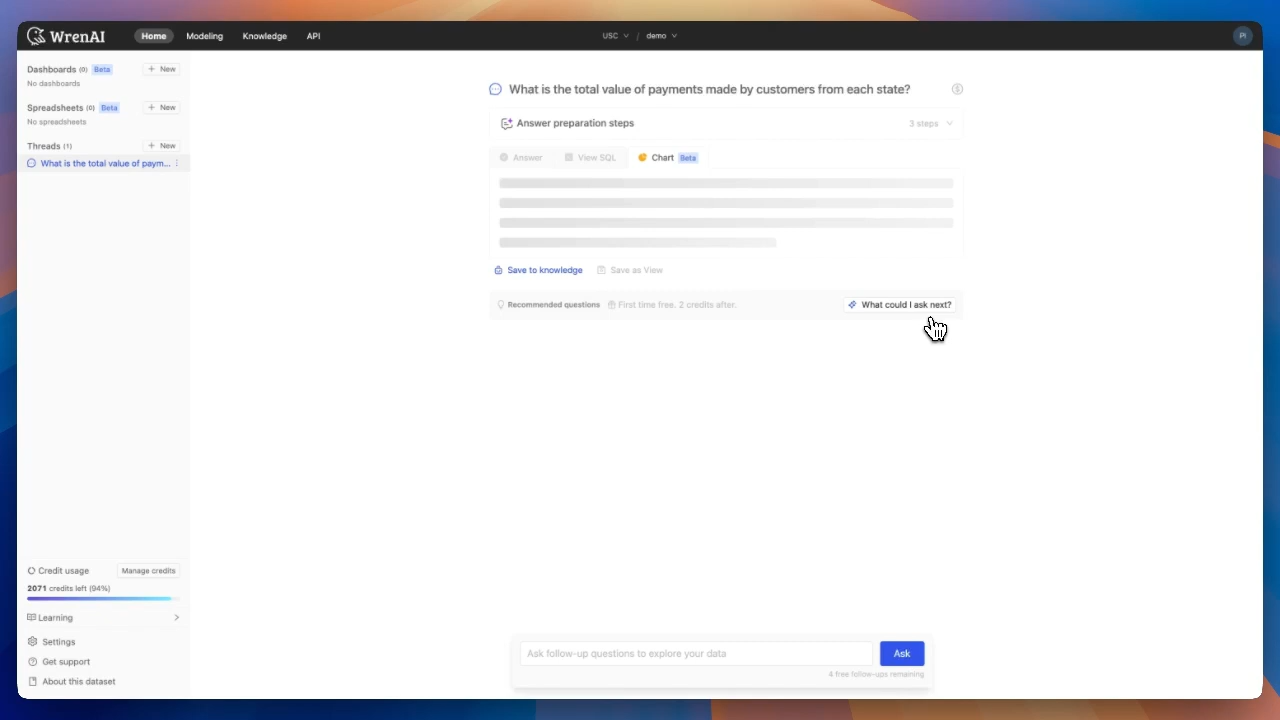 WrenAI
Home
Modeling
Knowledge
API
USC / demo
PI
Dashboards (0) Beta + New
No dashboards
Spreadsheets (0) Beta + New
No spreadsheets
Threads (1) + New
What is the total value of paym...
What is the total value of payments made by customers from each state?
Answer preparation steps
3 steps
Answer
View SQL
Chart Beta
Save to knowledge
Save as View
Recommended questions
First time free. 2 credits after.
What could I ask next?
Credit usage
Manage credits
2071 credits left (94%)
Learning
Settings
Get support
About this dataset
Ask follow-up questions to explore your data
Ask
4 free follow-ups remaining